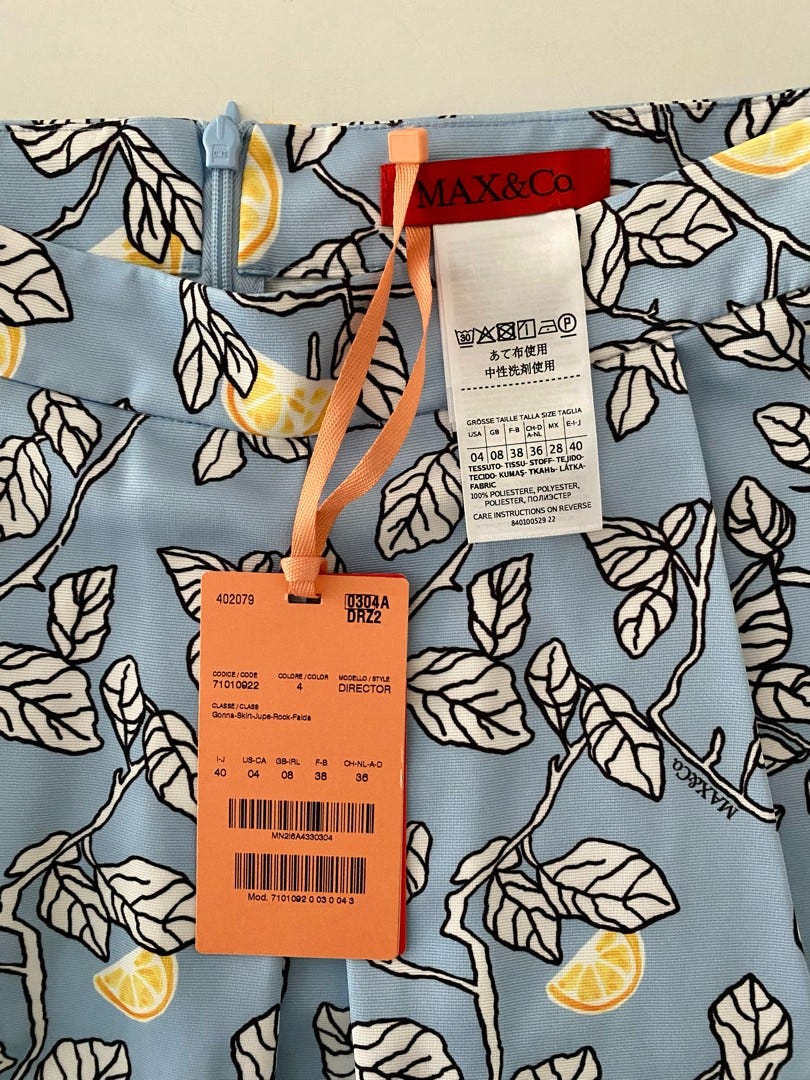 MAX&Co.
30
P
あて布使用
中性洗剤使用
GRÖSSE TAILLE TALLA SIZE TAGLIA
USA GB F-B CH-D A-NL MX E-I-J
04 08 38 36 28 40
TESSUTO- TISSU- STOFF- TEJIDO-
TECIDO- KUMAŞ- ТКАНЬ- LÁTKA-
FABRIC
100% POLIESTERE, POLYESTER,
POLIESTER, ПОЛИЭСТЕР
CARE INSTRUCTIONS ON REVERSE
840100529 22
402079
0304A
DRZ2
CODICE / CODE COLORE / COLOR MODELLO / STYLE
71010922 4 DIRECTOR
CLASSE / CLASS
Gonna-Skirt-Jupe-Rock-Falda
I-J US-CA GB-IRL F-B CH-NL-A-D
40 04 08 38 36
MN2I6A4330304
Mod. 7101092 0 03 0 04 3
MAX&Co